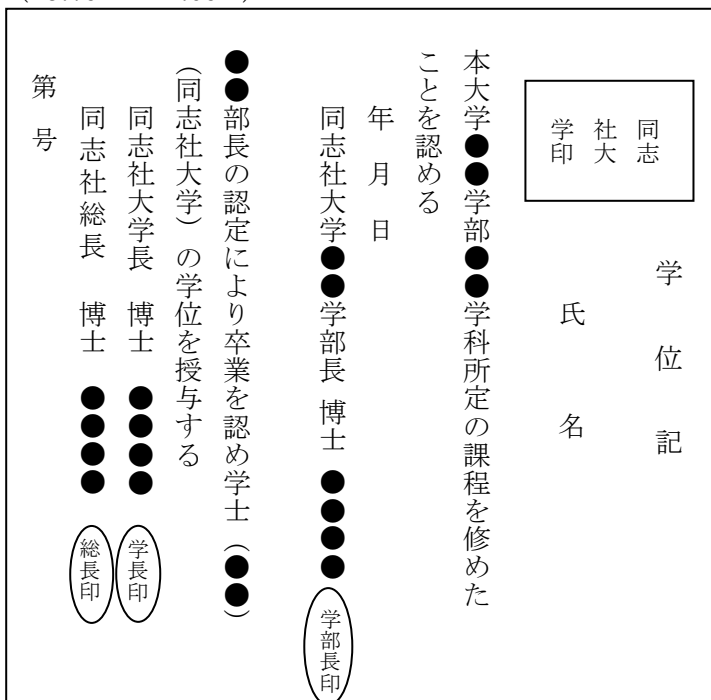 学位記
同志
社大
学印
氏名
本大学●●学部●●学科所定の課程を修めた
ことを認める
年月日
同志社大学●●学部長 博士 ●●●●
学部長印
●●部長の認定により卒業を認め学士（●●）
（同志社大学）の学位を授与する
同志社大学長 博士 ●●●●
学長印
同志社総長 博士 ●●●●
総長印
第 号